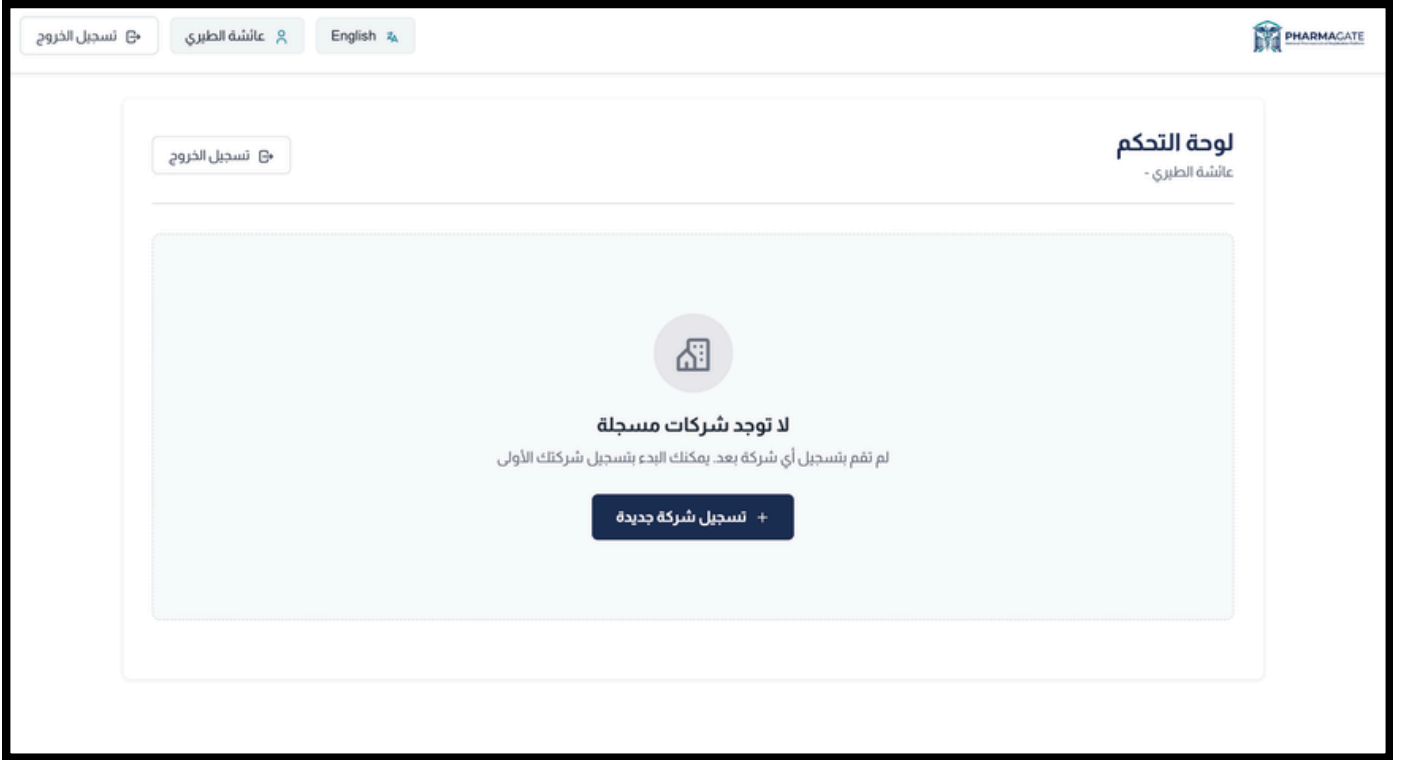 PHARMAGATE
English
عائشة الطيري
تسجيل الخروج
لوحة التحكم
عائشة الطيري -
تسجيل الخروج
لا توجد شركات مسجلة
لم تقم بتسجيل أي شركة بعد. يمكنك البدء بتسجيل شركتك الأولى
+ تسجيل شركة جديدة